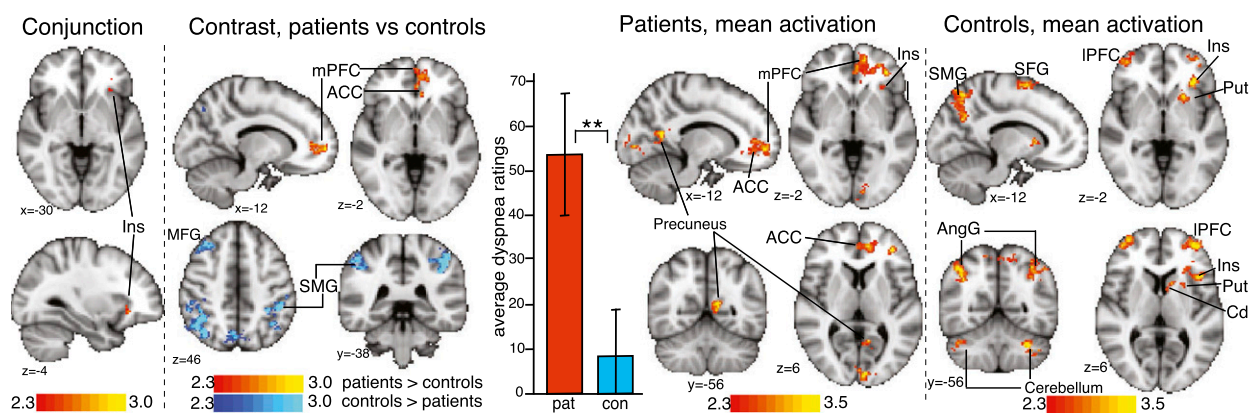 Conjunction
x=-30
Ins
z=-4
2.3 3.0
Contrast, patients vs controls
mPFC
ACC
x=-12
z=-2
MFG
SMG
z=46
y=-38
2.3 3.0 patients > controls
2.3 3.0 controls > patients
average dyspnea ratings
70
60
50
40
30
20
10
0
**
pat con
Patients, mean activation
mPFC
Ins
ACC
x=-12
z=-2
Precuneus
ACC
y=-56
z=6
2.3 3.5
Controls, mean activation
SMG
SFG
lPFC
Ins
Put
x=-12
z=-2
AngG
lPFC
Ins
Put
Cd
y=-56
Cerebellum
z=6
2.3 3.5